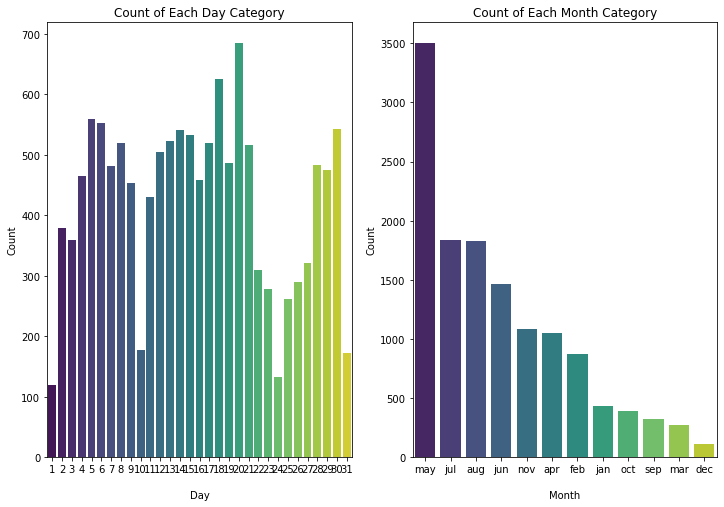 Count of Each Day Category
700
600
500
400
300
200
100
0
Count
1 2 3 4 5 6 7 8 9 10 11 12 13 14 15 16 17 18 19 20 21 22 23 24 25 26 27 28 29 30 31
Day
Count of Each Month Category
3500
3000
2500
2000
1500
1000
500
0
Count
may jul aug jun nov apr feb jan oct sep mar dec
Month